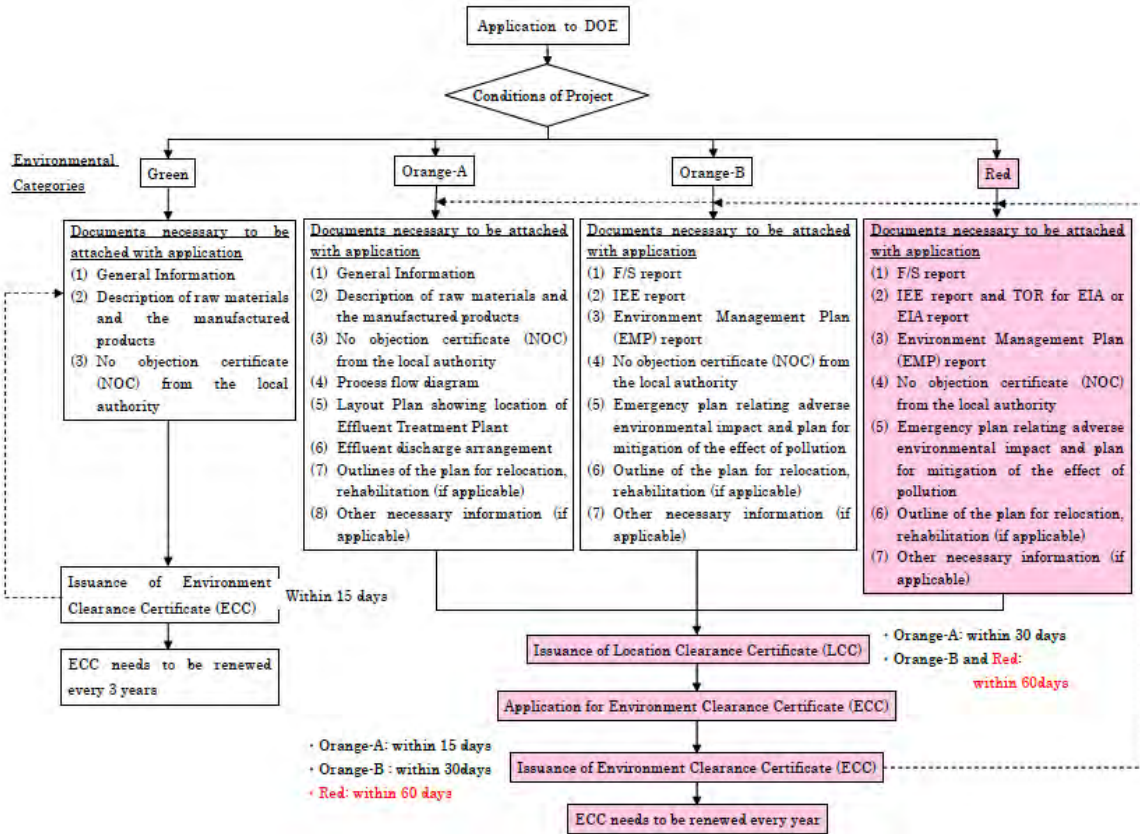 Application to DOE
Conditions of Project
Environmental
Categories
Green
Orange-A
Orange-B
Red
Documents necessary to be
attached with application
(1) General Information
(2) Description of raw materials
and the manufactured
products
(3) No objection certificate
(NOC) from the local
authority
Issuance of Environment
Clearance Certificate (ECC)
Within 15 days
ECC needs to be renewed
every 3 years
Documents necessary to be attached
with application
(1) General Information
(2) Description of raw materials and
the manufactured products
(3) No objection certificate (NOC)
from the local authority
(4) Process flow diagram
(5) Layout Plan showing location of
Effluent Treatment Plant
(6) Effluent discharge arrangement
(7) Outlines of the plan for relocation,
rehabilitation (if applicable)
(8) Other necessary information (if
applicable)
Documents necessary to be attached
with application
(1) F/S report
(2) IEE report
(3) Environment Management Plan
(EMP) report
(4) No objection certificate (NOC) from
the local authority
(5) Emergency plan relating adverse
environmental impact and plan for
mitigation of the effect of pollution
(6) Outline of the plan for relocation,
rehabilitation (if applicable)
(7) Other necessary information (if
applicable)
Documents necessary to be attached
with application
(1) F/S report
(2) IEE report and TOR for EIA or
EIA report
(3) Environment Management Plan
(EMP) report
(4) No objection certificate (NOC)
from the local authority
(5) Emergency plan relating adverse
environmental impact and plan
for mitigation of the effect of
pollution
(6) Outline of the plan for relocation,
rehabilitation (if applicable)
(7) Other necessary information (if
applicable)
Issuance of Location Clearance Certificate (LCC)
・Orange-A: within 30 days
・Orange-B and Red:
within 60days
Application for Environment Clearance Certificate (ECC)
・Orange-A: within 15 days
・Orange-B : within 30days
・Red: within 60 days
Issuance of Environment Clearance Certificate (ECC)
ECC needs to be renewed every year